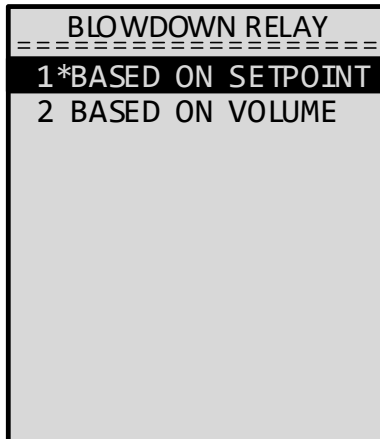 BLOWDOWN RELAY
====================
1*BASED ON SETPOINT
2 BASED ON VOLUME